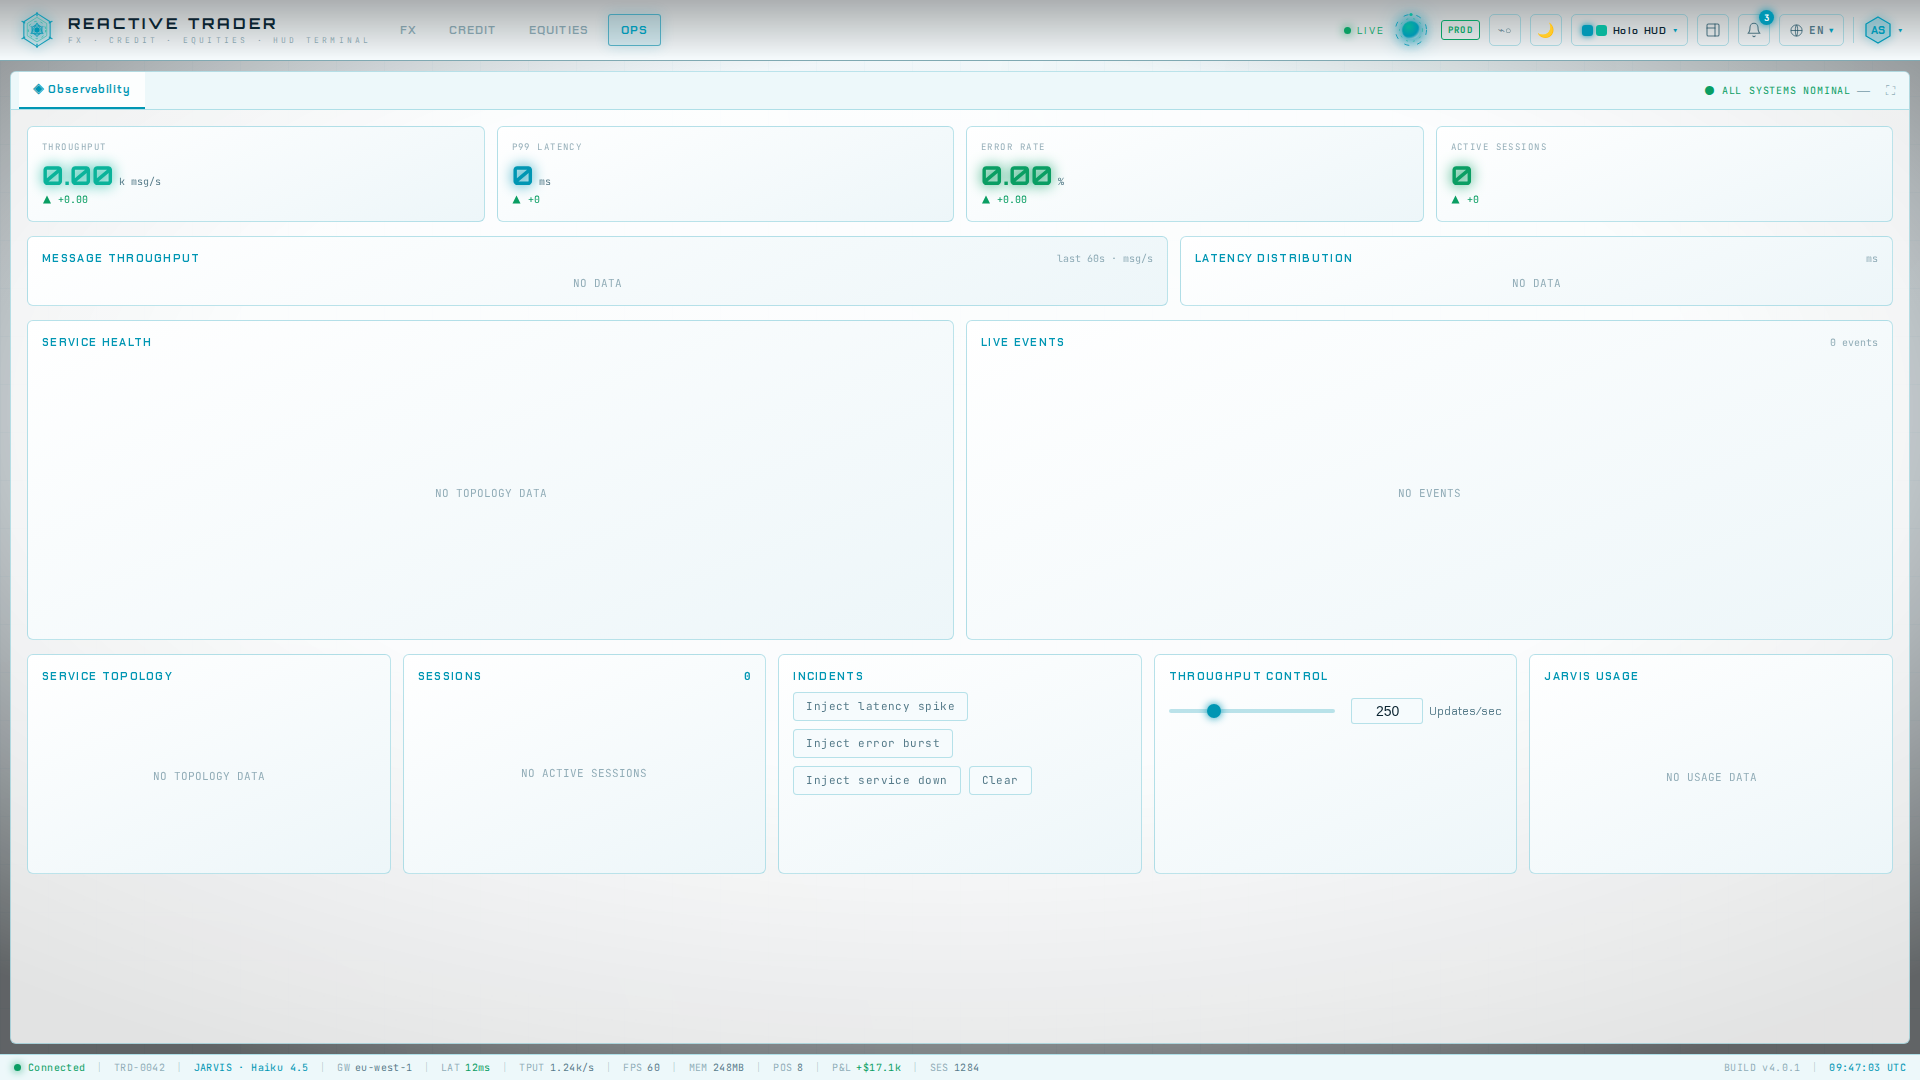 REACTIVE TRADER
FX · CREDIT · EQUITIES · HUD TERMINAL
FX
CREDIT
EQUITIES
OPS
LIVE
PROD
Holo HUD
3
EN
AS
Observability
ALL SYSTEMS NOMINAL —
THROUGHPUT
0.00 k msg/s
▲ +0.00
P99 LATENCY
0 ms
▲ +0
ERROR RATE
0.00 %
▲ +0.00
ACTIVE SESSIONS
0
▲ +0
MESSAGE THROUGHPUT
last 60s · msg/s
NO DATA
LATENCY DISTRIBUTION
ms
NO DATA
SERVICE HEALTH
NO TOPOLOGY DATA
LIVE EVENTS
0 events
NO EVENTS
SERVICE TOPOLOGY
NO TOPOLOGY DATA
SESSIONS
0
NO ACTIVE SESSIONS
INCIDENTS
Inject latency spike
Inject error burst
Inject service down
Clear
THROUGHPUT CONTROL
250 Updates/sec
JARVIS USAGE
NO USAGE DATA
Connected
TRD-0042
JARVIS · Haiku 4.5
GW eu-west-1
LAT 12ms
TPUT 1.24k/s
FPS 60
MEM 248MB
POS 8
P&L +$17.1k
SES 1284
BUILD v4.0.1
09:47:03 UTC